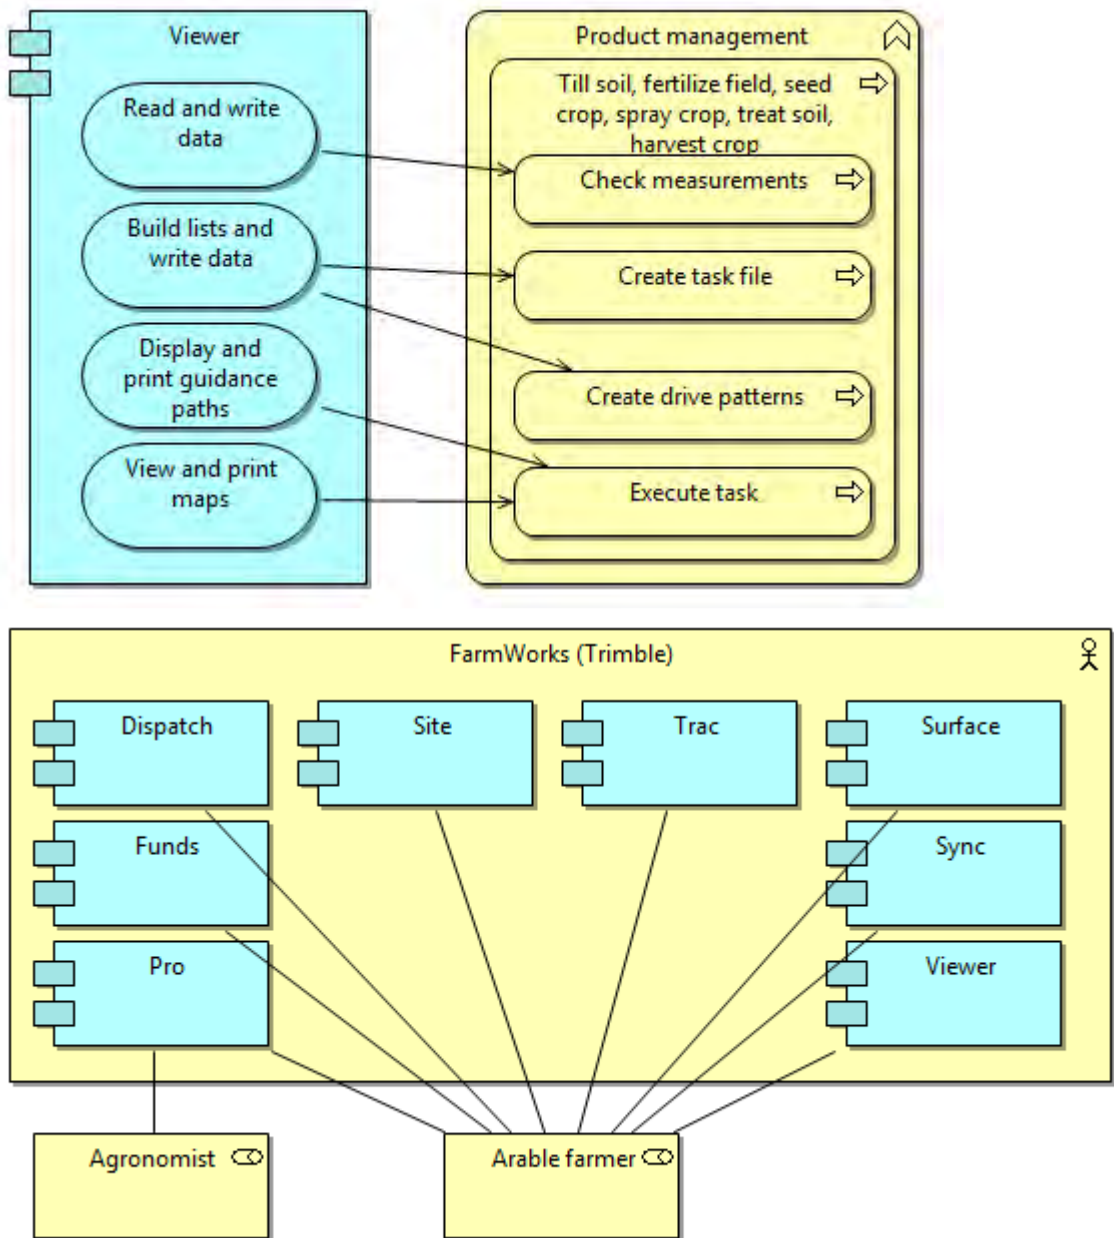 Viewer
Read and write
data
Build lists and
write data
Display and
print guidance
paths
View and print
maps
Product management
Till soil, fertilize field, seed
crop, spray crop, treat soil,
harvest crop
Check measurements
Create task file
Create drive patterns
Execute task
FarmWorks (Trimble)
Dispatch
Site
Trac
Surface
Funds
Sync
Pro
Viewer
Agronomist
Arable farmer